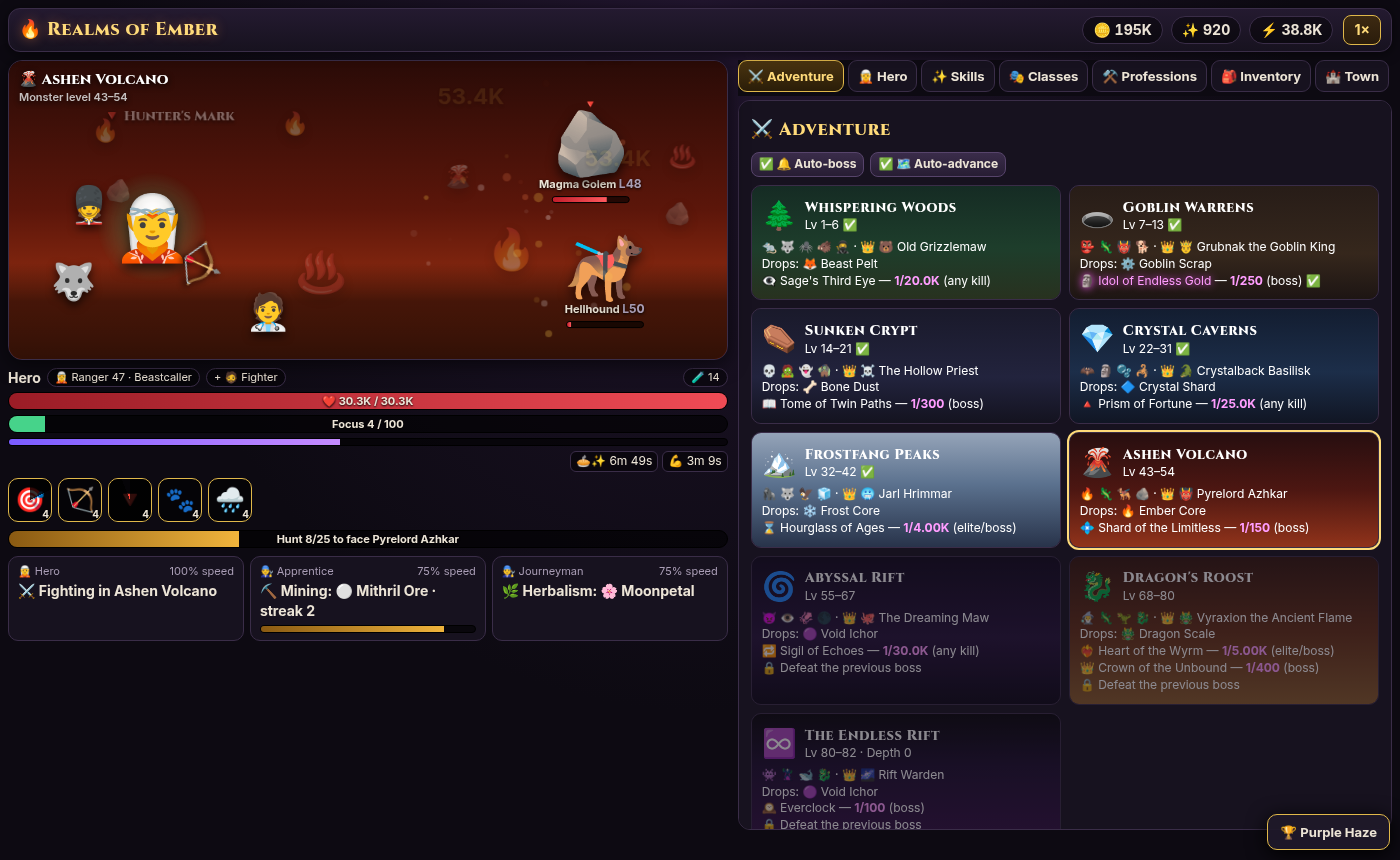 🔥 Realms of Ember
🪙 195K ✨ 920 ⚡ 38.8K 1×
🌋 Ashen Volcano
Monster level 43–54
🔻 Hunter's Mark
53.4K
53.4K
Magma Golem L48
Hellhound L50
Hero 🧝 Ranger 47 · Beastcaller + 🧔 Fighter 🧪 14
❤️ 30.3K / 30.3K
Focus 4 / 100
🥧✨ 6m 49s 💪 3m 9s
4 4 1 4 4 4
Hunt 8/25 to face Pyrelord Azhkar
🧝 Hero 100% speed
⚔️ Fighting in Ashen Volcano
👩‍🌾 Apprentice 75% speed
⛏️ Mining: ⚪ Mithril Ore ·
streak 2
👩‍🌾 Journeyman 75% speed
🌿 Herbalism: 🌸 Moonpetal
⚔️ Adventure 🧝 Hero ✨ Skills 🎭 Classes ⚒️ Professions 🎒 Inventory 🏰 Town
⚔️ Adventure
✅ 🔔 Auto-boss ✅ 🗺️ Auto-advance
Whispering Woods
Lv 1–6 ✅
· 👑 🐻 Old Grizzlemaw
Drops: 🦊 Beast Pelt
👁️ Sage's Third Eye — 1/20.0K (any kill)
Goblin Warrens
Lv 7–13 ✅
· 👑 🤴 Grubnak the Goblin King
Drops: ⚙️ Goblin Scrap
🗿 Idol of Endless Gold — 1/250 (boss) ✅
Sunken Crypt
Lv 14–21 ✅
· 👑 ☠️ The Hollow Priest
Drops: 🦴 Bone Dust
📖 Tome of Twin Paths — 1/300 (boss)
Crystal Caverns
Lv 22–31 ✅
· 👑 🐊 Crystalback Basilisk
Drops: 🔷 Crystal Shard
🔺 Prism of Fortune — 1/25.0K (any kill)
Frostfang Peaks
Lv 32–42 ✅
· 👑 🥶 Jarl Hrimmar
Drops: ❄️ Frost Core
⏳ Hourglass of Ages — 1/4.00K (elite/boss)
Ashen Volcano
Lv 43–54
· 👑 👹 Pyrelord Azhkar
Drops: 🔥 Ember Core
💠 Shard of the Limitless — 1/150 (boss)
Abyssal Rift
Lv 55–67
· 👑 🐙 The Dreaming Maw
Drops: 🟣 Void Ichor
🔁 Sigil of Echoes — 1/30.0K (any kill)
🔒 Defeat the previous boss
Dragon's Roost
Lv 68–80
· 👑 🐲 Vyraxion the Ancient Flame
Drops: 🐲 Dragon Scale
❤️‍🔥 Heart of the Wyrm — 1/5.00K (elite/boss)
👑 Crown of the Unbound — 1/400 (boss)
🔒 Defeat the previous boss
The Endless Rift
Lv 80–82 · Depth 0
· 👑 🌌 Rift Warden
Drops: 🟣 Void Ichor
🕰️ Everclock — 1/100 (boss)
🔒 Defeat the previous boss
🏆 Purple Haze